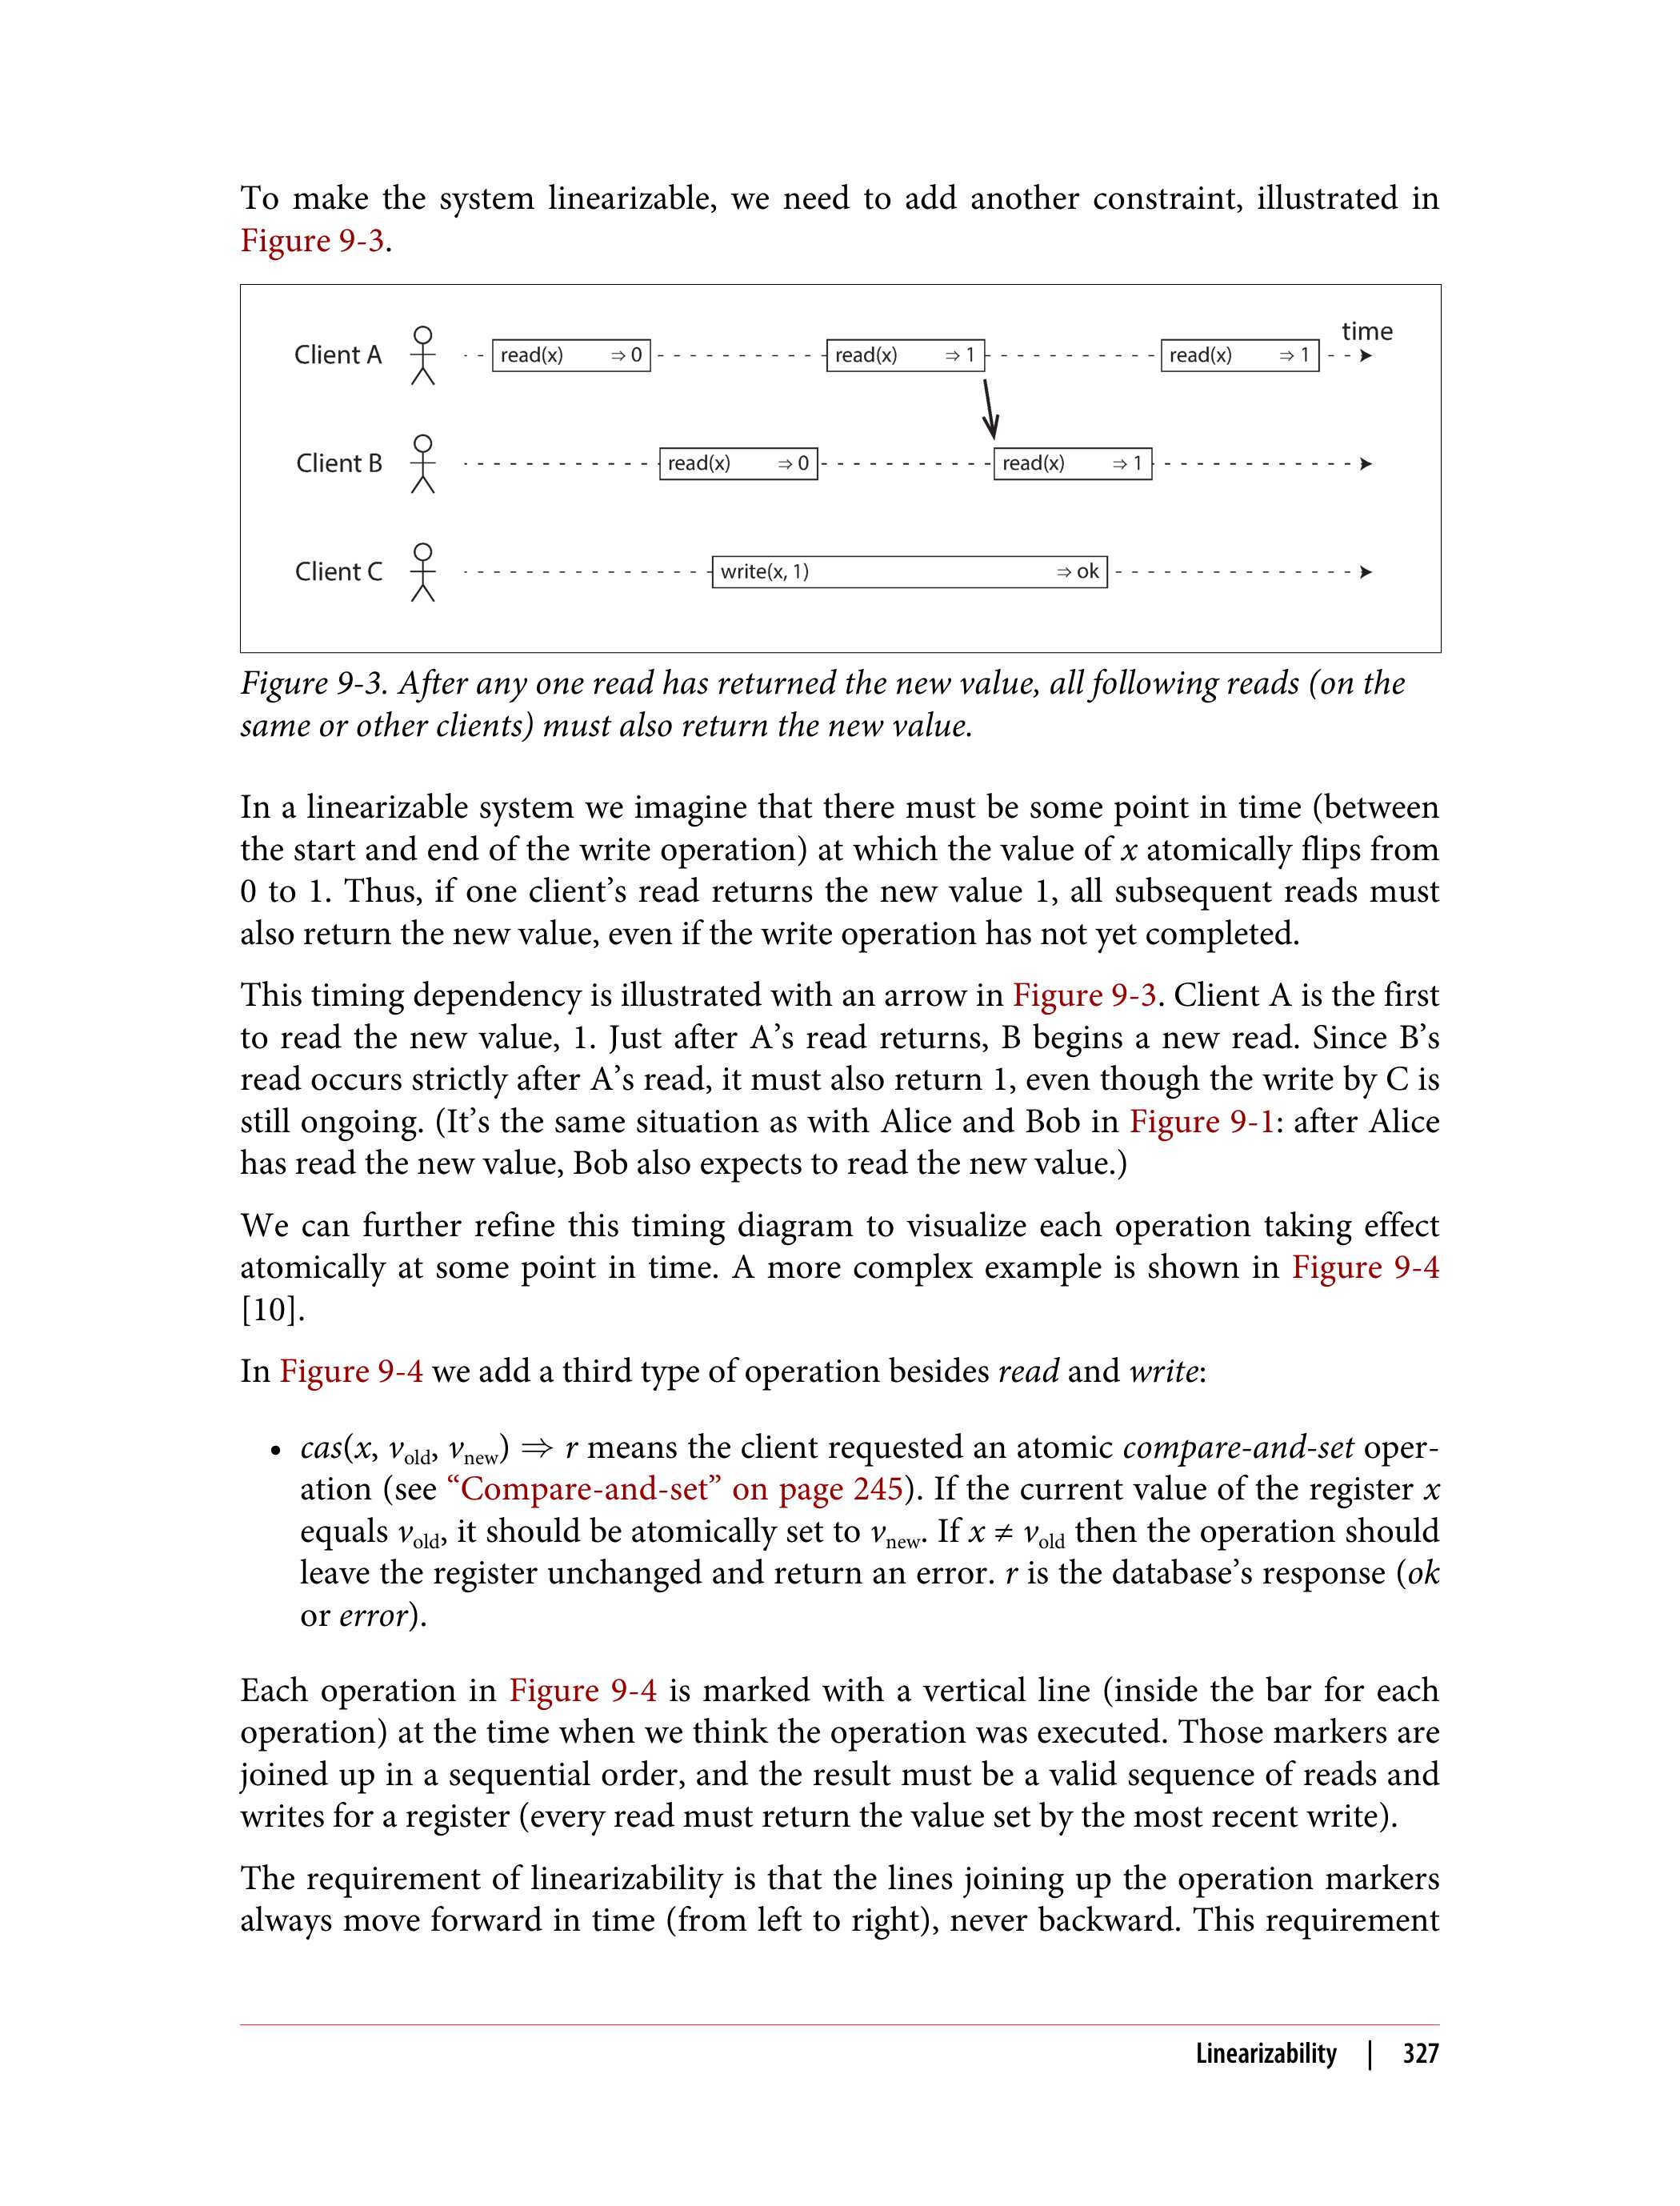 To make the system linearizable, we need to add another constraint, illustrated in
Figure 9-3.
time
Client A read(x) ⇒ 0 read(x) ⇒ 1 read(x) ⇒ 1
Client B read(x) ⇒ 0 read(x) ⇒ 1
Client C write(x, 1) ⇒ ok
Figure 9-3. After any one read has returned the new value, all following reads (on the
same or other clients) must also return the new value.
In a linearizable system we imagine that there must be some point in time (between
the start and end of the write operation) at which the value of x atomically flips from
0 to 1. Thus, if one client’s read returns the new value 1, all subsequent reads must
also return the new value, even if the write operation has not yet completed.
This timing dependency is illustrated with an arrow in Figure 9-3. Client A is the first
to read the new value, 1. Just after A’s read returns, B begins a new read. Since B’s
read occurs strictly after A’s read, it must also return 1, even though the write by C is
still ongoing. (It’s the same situation as with Alice and Bob in Figure 9-1: after Alice
has read the new value, Bob also expects to read the new value.)
We can further refine this timing diagram to visualize each operation taking effect
atomically at some point in time. A more complex example is shown in Figure 9-4
[10].
In Figure 9-4 we add a third type of operation besides read and write:
• cas(x, vold, vnew) ⇒ r means the client requested an atomic compare-and-set oper-
ation (see “Compare-and-set” on page 245). If the current value of the register x
equals vold, it should be atomically set to vnew. If x ≠ vold then the operation should
leave the register unchanged and return an error. r is the database’s response (ok
or error).
Each operation in Figure 9-4 is marked with a vertical line (inside the bar for each
operation) at the time when we think the operation was executed. Those markers are
joined up in a sequential order, and the result must be a valid sequence of reads and
writes for a register (every read must return the value set by the most recent write).
The requirement of linearizability is that the lines joining up the operation markers
always move forward in time (from left to right), never backward. This requirement
Linearizability | 327